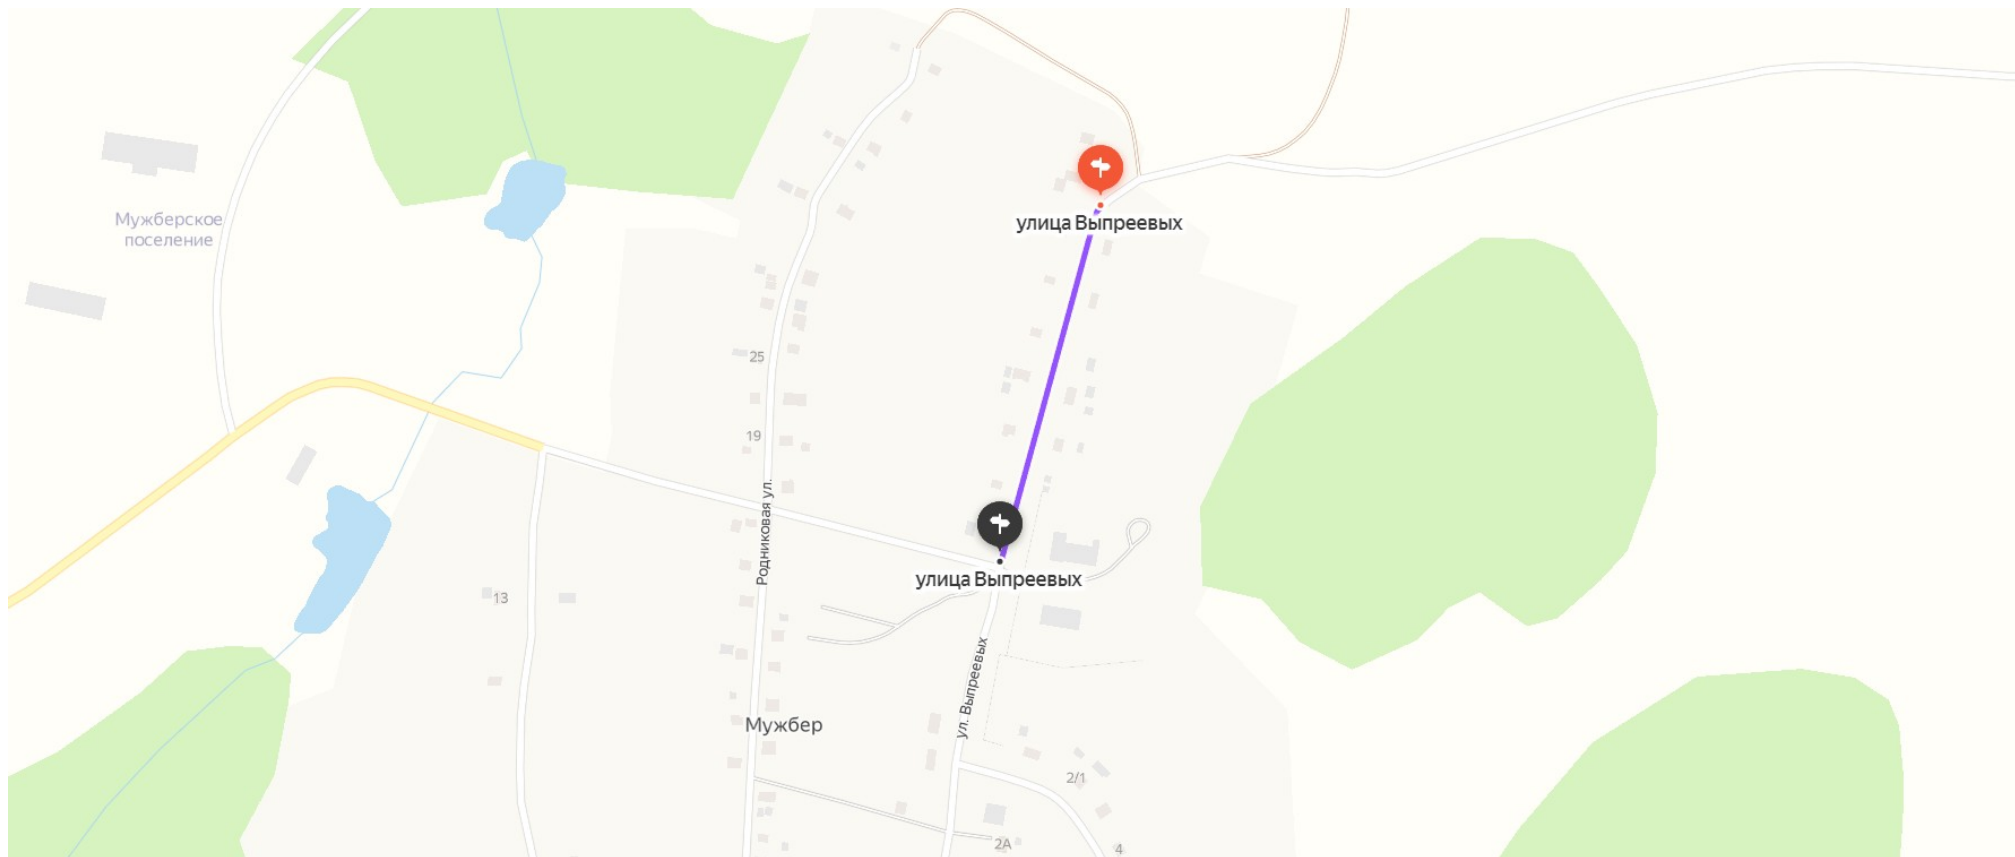 Мужберское
поселение
улица Выпреевых
25
19
Родниковая ул.
улица Выпреевых
13
ул. Выпреевых
Мужбер
2/1
2А
4